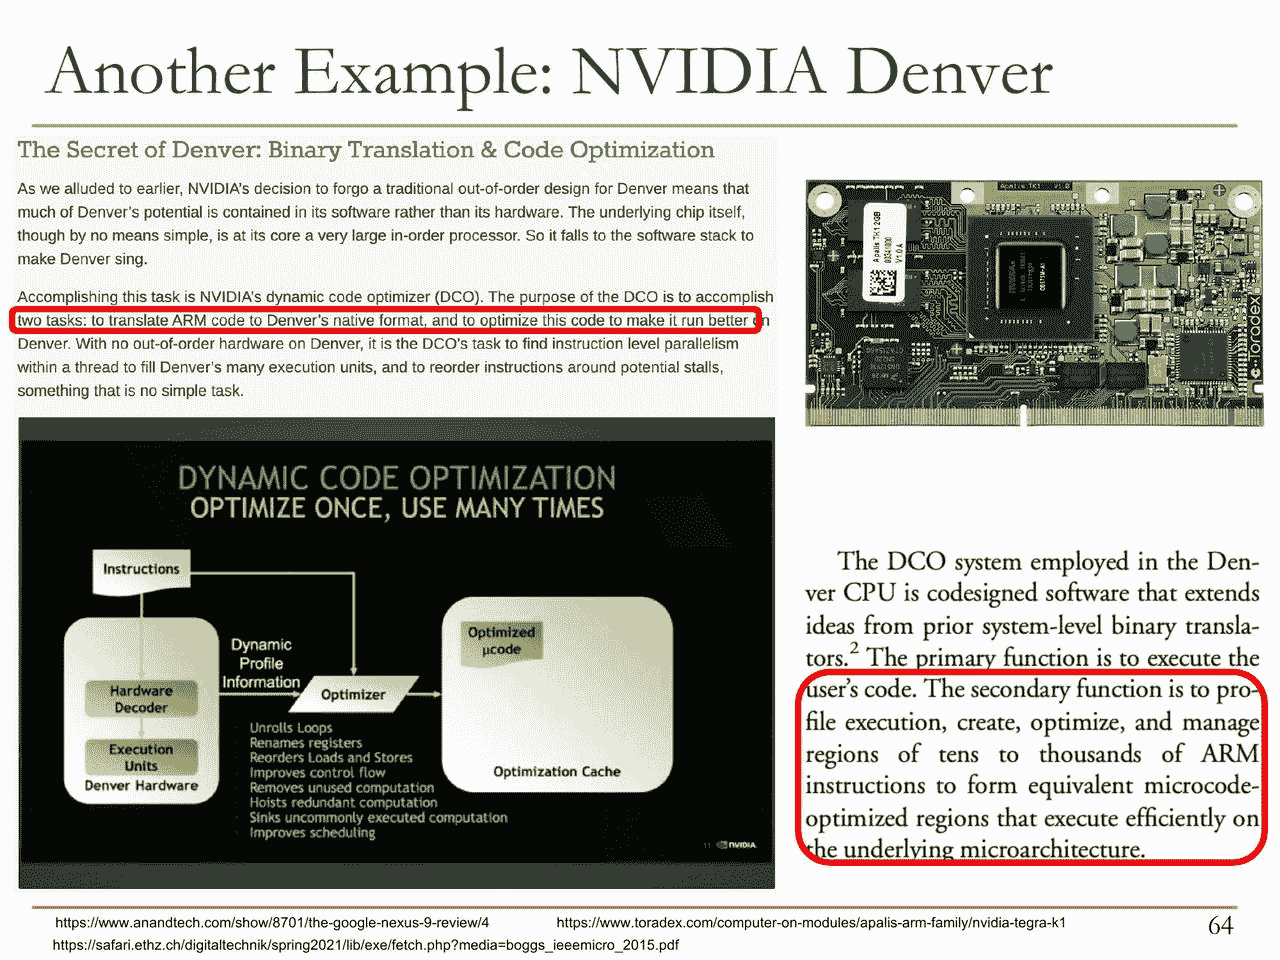 Another Example: NVIDIA Denver
The Secret of Denver: Binary Translation & Code Optimization
As we alluded to earlier, NVIDIA's decision to forgo a traditional out-of-order design for Denver means that
much of Denver's potential is contained in its software rather than its hardware. The underlying chip itself,
though by no means simple, is at its core a very large in-order processor. So it falls to the software stack to
make Denver sing.
Accomplishing this task is NVIDIA's dynamic code optimizer (DCO). The purpose of the DCO is to accomplish
two tasks: to translate ARM code to Denver's native format, and to optimize this code to make it run better on
Denver. With no out-of-order hardware on Denver, it is the DCO's task to find instruction level parallelism
within a thread to fill Denver's many execution units, and to reorder instructions around potential stalls,
something that is no simple task.
DYNAMIC CODE OPTIMIZATION
OPTIMIZE ONCE, USE MANY TIMES
Instructions
Hardware
Decoder
Execution
Units
Denver Hardware
Dynamic
Profile
Information
Optimizer
Unrolls Loops
Renames registers
Reorders Loads and Stores
Improves control flow
Removes unused computation
Hoists redundant computation
Sinks uncommonly executed computation
Improves scheduling
Optimized
µcode
Optimization Cache
11 NVIDIA
Apalis TK1 V1.0
Apalis TK1 2GB
V1.0A
toradex
The DCO system employed in the Den-
ver CPU is codesigned software that extends
ideas from prior system-level binary transla-
tors.2 The primary function is to execute the
user's code. The secondary function is to pro-
file execution, create, optimize, and manage
regions of tens to thousands of ARM
instructions to form equivalent microcode-
optimized regions that execute efficiently on
the underlying microarchitecture.
https://www.anandtech.com/show/8701/the-google-nexus-9-review/4
https://www.toradex.com/computer-on-modules/apalis-arm-family/nvidia-tegra-k1
https://safari.ethz.ch/digitaltechnik/spring2021/lib/exe/fetch.php?media=boggs_ieeemicro_2015.pdf
64